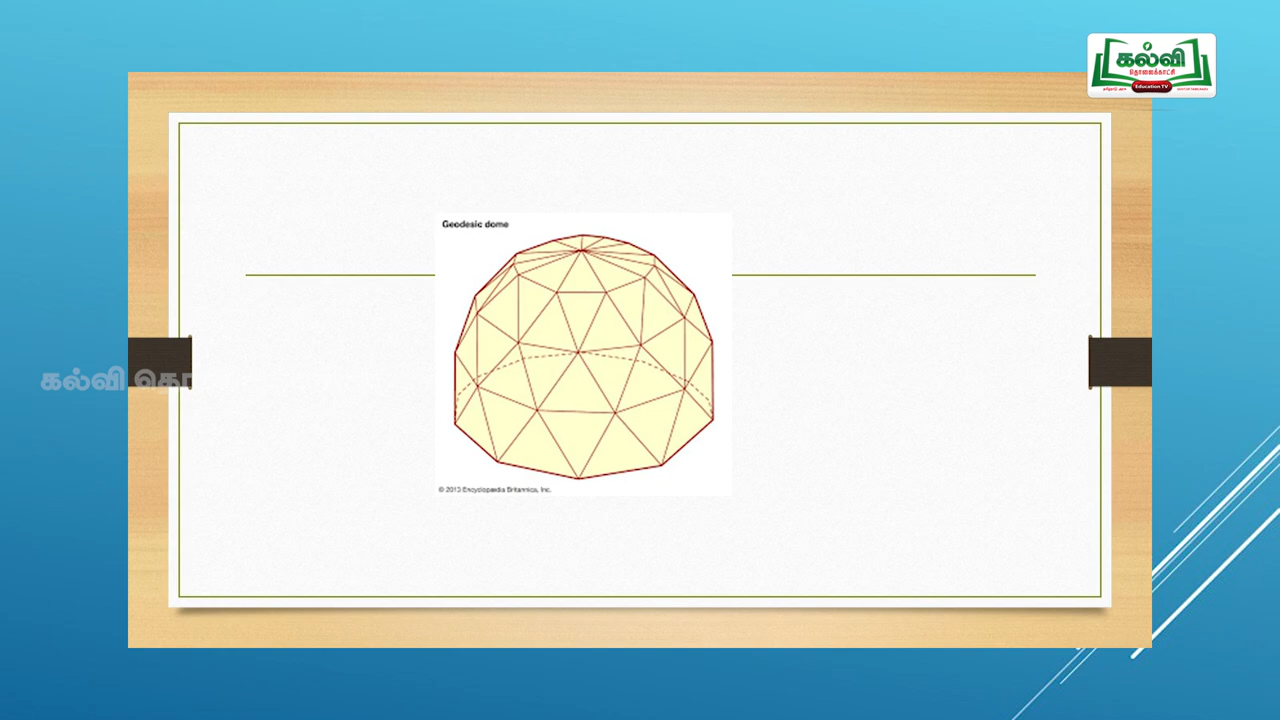 கல்வி
தொலைக்காட்சி
Education TV
Geodesic dome
கல்வி தொ
© 2013 Encyclopædia Britannica, Inc.